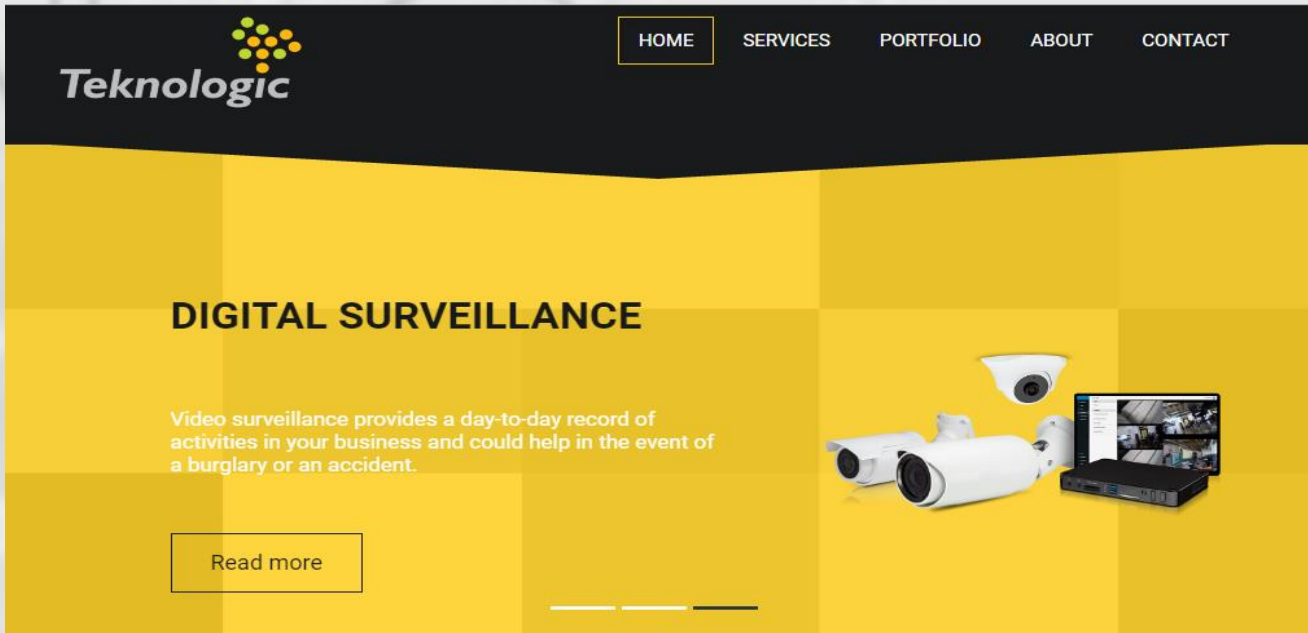 Teknologic
HOME SERVICES PORTFOLIO ABOUT CONTACT
DIGITAL SURVEILLANCE
Video surveillance provides a day-to-day record of
activities in your business and could help in the event of
a burglary or an accident.
Read more